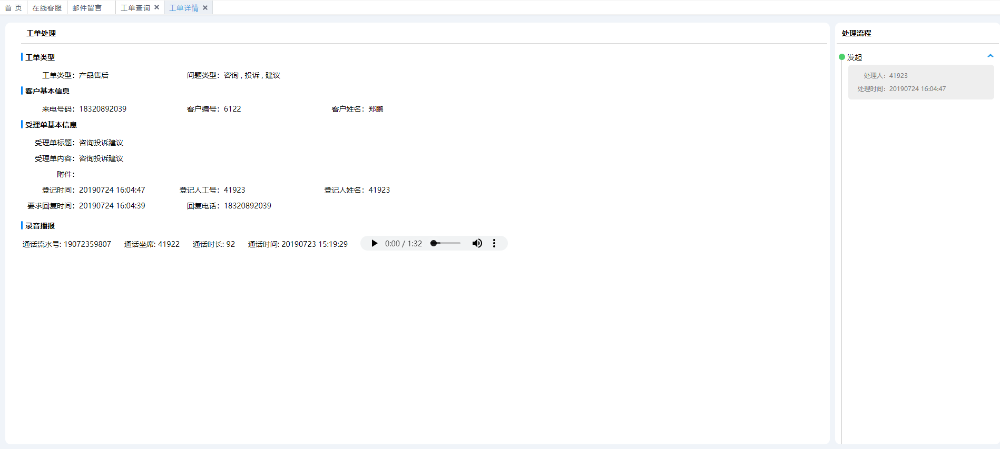 首 页 在线客服 邮件留言 工单查询 工单详情
工单处理
工单类型
工单类型：产品售后 问题类型：咨询 , 投诉 , 建议
客户基本信息
来电号码：18320892039 客户编号：6122 客户姓名：郑鹏
受理单基本信息
受理单标题：咨询投诉建议
受理单内容：咨询投诉建议
附件：
登记时间：20190724 16:04:47 登记人工号：41923 登记人姓名：41923
要求回复时间：20190724 16:04:39 回复电话：18320892039
录音播报
通话流水号: 19072359807 通话坐席: 41922 通话时长: 92 通话时间: 20190723 15:19:29 0:00 / 1:32
处理流程
发起
处理人：41923
处理时间：20190724 16:04:47